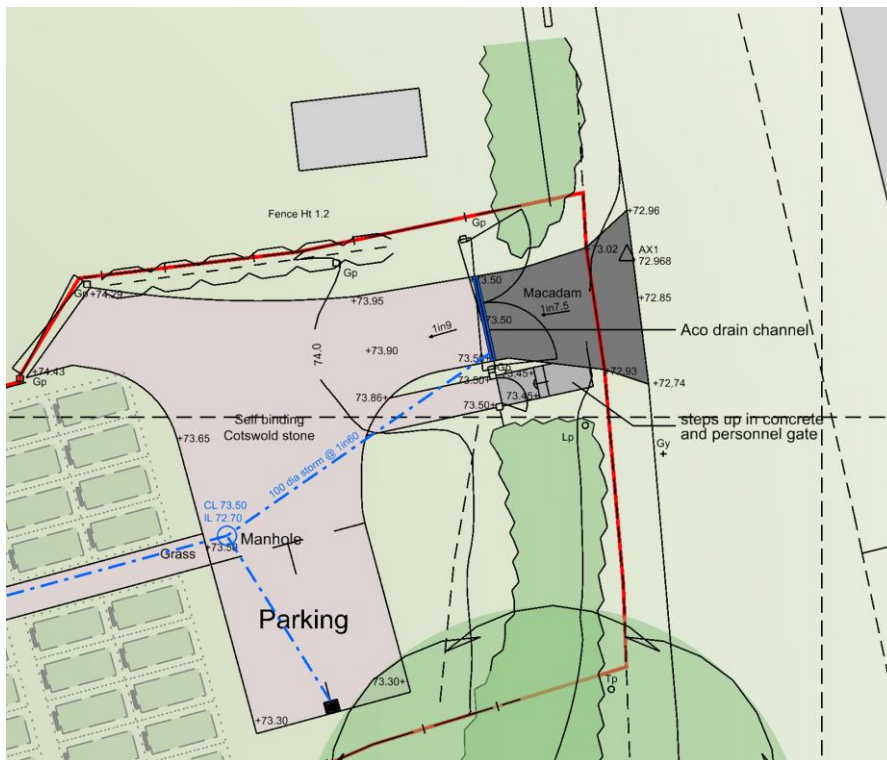 Fence Ht 1.2
Gp
+72.96
+73.02
AX1
72.968
Gp
73.50
Gp
+74.29
+73.95
Macadam
1in7.5
+72.85
74.0
1in9
73.50
Aco drain channel
+73.90
73.50+
Gp
+74.43
Gp
73.50+
73.45+
+72.93
+72.74
73.86+
73.45+
73.50+
Self binding
Cotswold stone
steps up in concrete
and personnel gate
+73.65
Lp
Gy
100 dia storm @ 1in60
CL 73.50
IL 72.70
Manhole
+73.50
Grass
Parking
73.30+
+73.30
Tp